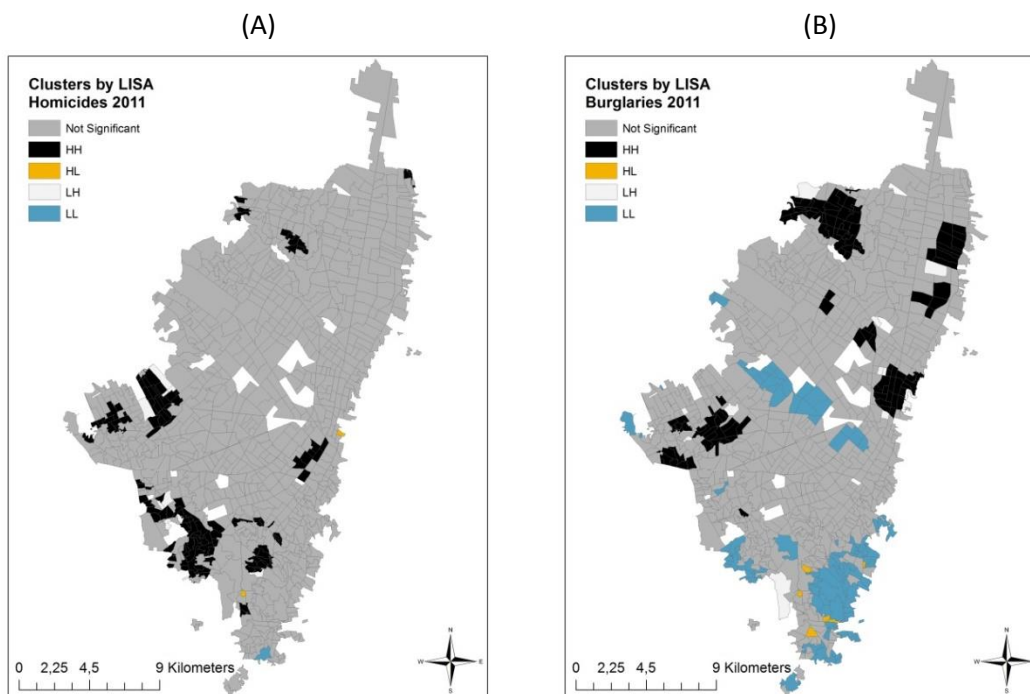 (A)
Clusters by LISA
Homicides 2011
Not Significant
HH
HL
LH
LL
N
W
E
S
0 2,25 4,5 9 Kilometers
(B)
Clusters by LISA
Burglaries 2011
Not Significant
HH
HL
LH
LL
N
W
E
S
0 2,25 4,5 9 Kilometers